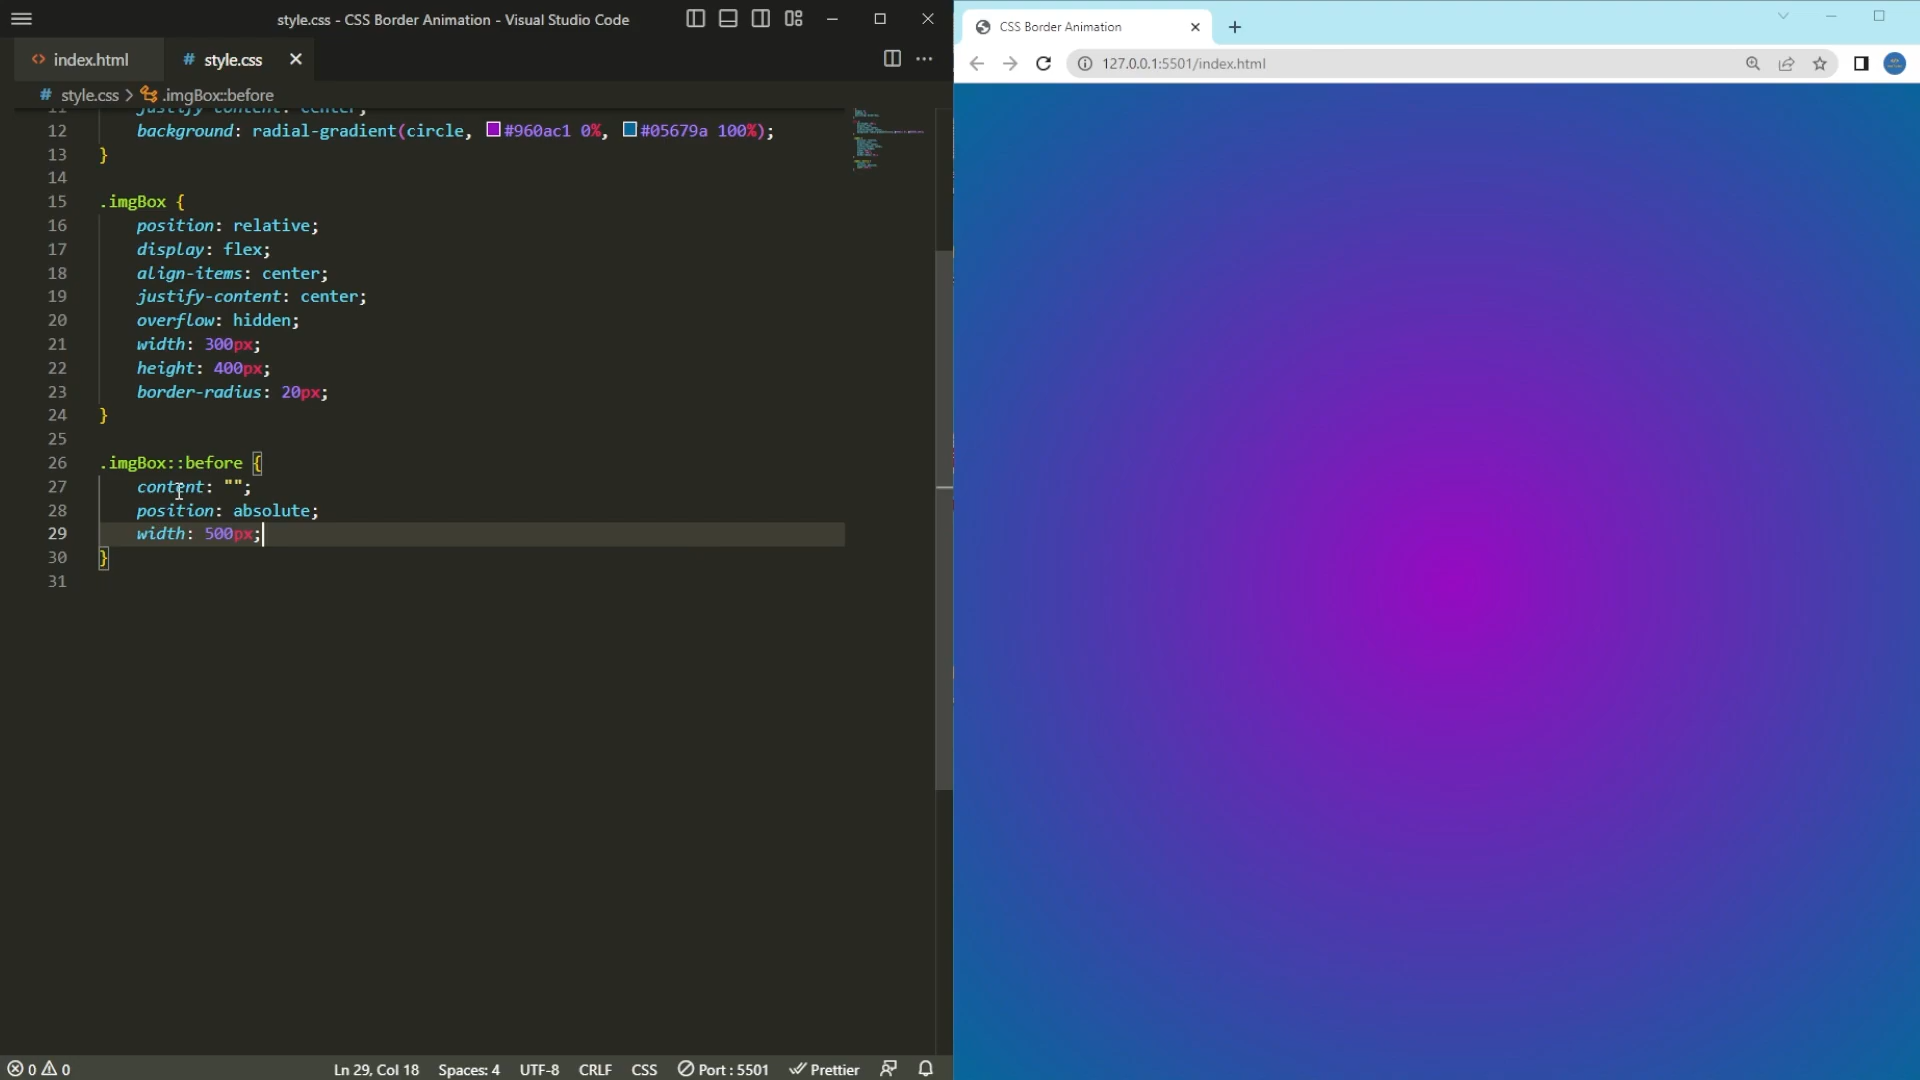 style.css - CSS Border Animation - Visual Studio Code
index.html
# style.css
# style.css > .imgBox::before
11 justify-content: center;
12 background: radial-gradient(circle, #960ac1 0%, #05679a 100%);
13 }
14
15 .imgBox {
16 position: relative;
17 display: flex;
18 align-items: center;
19 justify-content: center;
20 overflow: hidden;
21 width: 300px;
22 height: 400px;
23 border-radius: 20px;
24 }
25
26 .imgBox::before {
27 content: "";
28 position: absolute;
29 width: 500px;
30 }
31
0 0 Ln 29, Col 18 Spaces: 4 UTF-8 CRLF CSS Port : 5501 Prettier
CSS Border Animation
127.0.0.1:5501/index.html